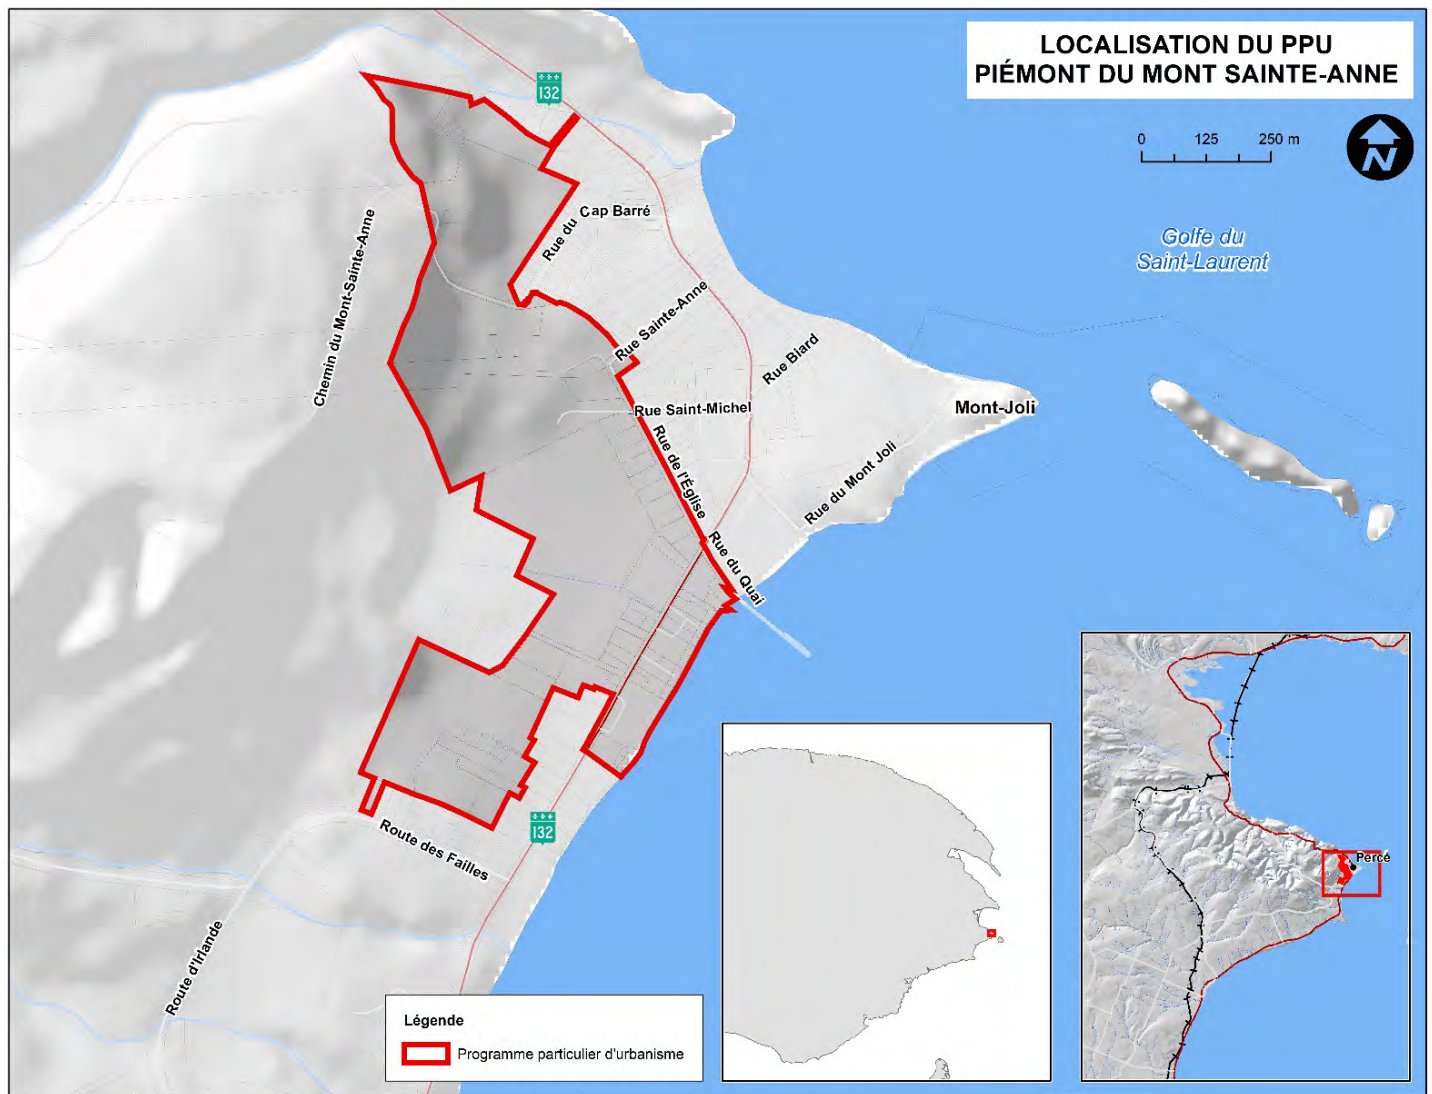 LOCALISATION DU PPU
PIÉMONT DU MONT SAINTE-ANNE
132
0 125 250 m
N
Rue du Cap Barré
Golfe du
Saint-Laurent
Chemin du Mont-Sainte-Anne
Rue Sainte-Anne
Rue Biard
Rue Saint-Michel
Mont-Joli
Rue de l'Église
Rue du Mont Joli
Rue du Quai
132
Route des Failles
Route d'Irlande
Percé
Légende
Programme particulier d'urbanisme